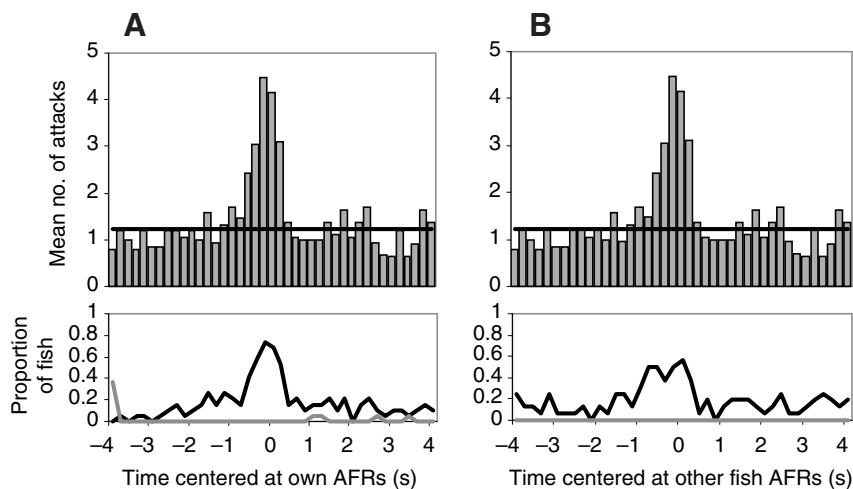 A
B
Mean no. of attacks
5
4
3
2
1
0
5
4
3
2
1
0
Proportion
of fish
1
0.8
0.6
0.4
0.2
0
1
0.8
0.6
0.4
0.2
0
–4 –3 –2 –1 0 1 2 3 4
–4 –3 –2 –1 0 1 2 3 4
Time centered at own AFRs (s)
Time centered at other fish AFRs (s)